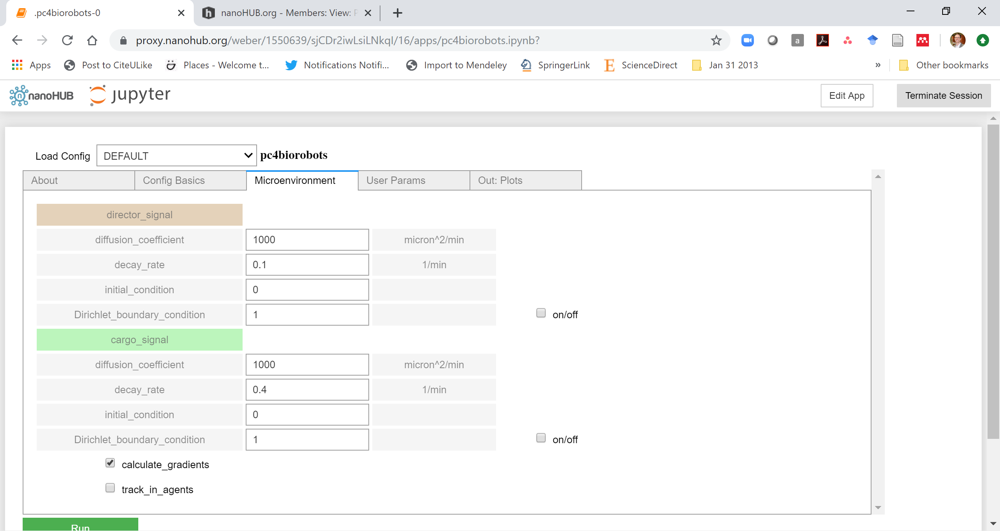 .pc4biorobots-0
nanoHUB.org - Members: View:
proxy.nanohub.org/weber/1550639/sjCDr2iwLsiLNkqI/16/apps/pc4biorobots.ipynb?
a
Apps Post to CiteULike Places - Welcome t... Notifications Notifi... Import to Mendeley SpringerLink E ScienceDirect Jan 31 2013 » Other bookmarks
nanoHUB jupyter Edit App Terminate Session
Load Config DEFAULT pc4biorobots
About Config Basics Microenvironment User Params Out: Plots
director_signal
diffusion_coefficient 1000 micron^2/min
decay_rate 0.1 1/min
initial_condition 0
Dirichlet_boundary_condition 1 on/off
cargo_signal
diffusion_coefficient 1000 micron^2/min
decay_rate 0.4 1/min
initial_condition 0
Dirichlet_boundary_condition 1 on/off
calculate_gradients
track_in_agents
Run